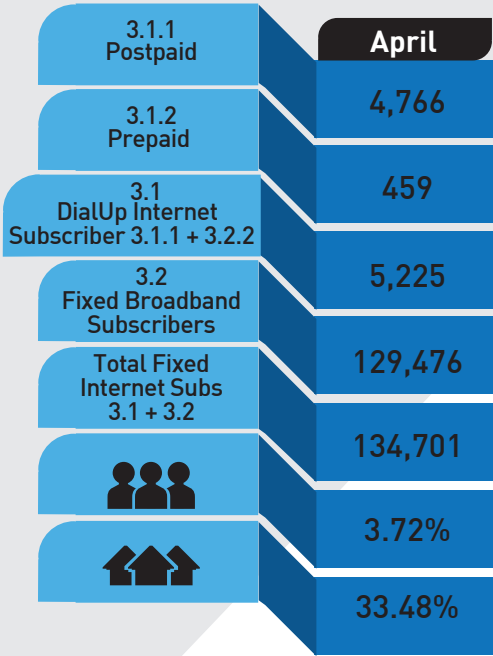 April
3.1.1
Postpaid
4,766
3.1.2
Prepaid
459
3.1
DialUp Internet
Subscriber 3.1.1 + 3.2.2
5,225
3.2
Fixed Broadband
Subscribers
129,476
Total Fixed
Internet Subs
3.1 + 3.2
134,701
3.72%
33.48%